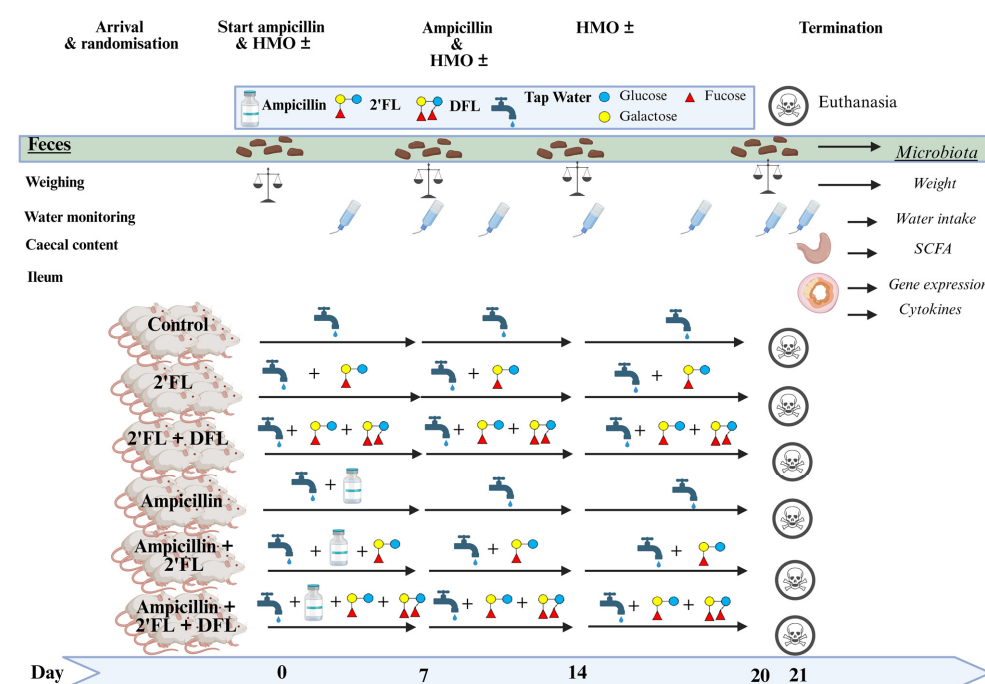 Arrival
& randomisation
Start ampicillin
& HMO ±
Ampicillin
&
HMO ±
HMO ±
Termination
Ampicillin
2'FL
DFL
Tap Water
Glucose
Fucose
Galactose
Euthanasia
Feces
Microbiota
Weighing
Weight
Water monitoring
Water intake
Caecal content
SCFA
Ileum
Gene expression
Cytokines
Control
2'FL
+
+
+
2'FL + DFL
+ +
+ +
+ +
Ampicillin
+
Ampicillin +
2'FL
+ +
+
+
Ampicillin +
2'FL + DFL
+ + +
+ +
+ +
Day 0 7 14 20 21